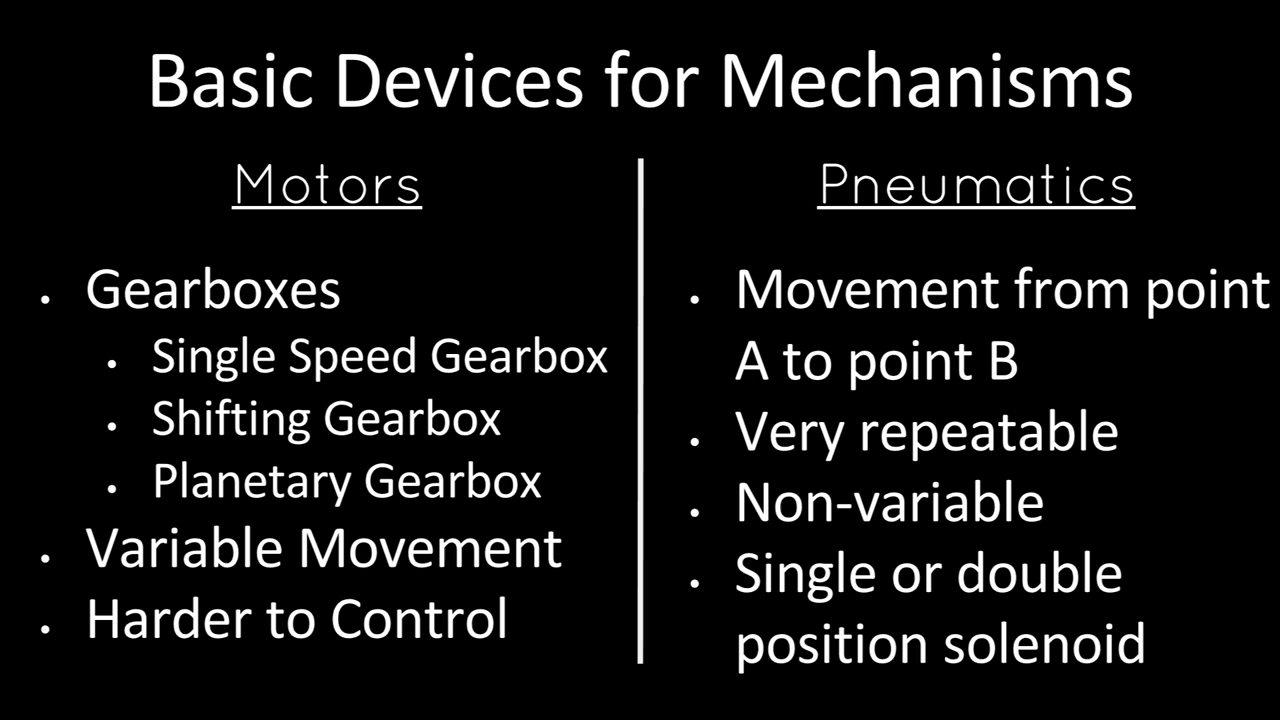 Basic Devices for Mechanisms
Motors
• Gearboxes
• Single Speed Gearbox
• Shifting Gearbox
• Planetary Gearbox
• Variable Movement
• Harder to Control
Pneumatics
• Movement from point
A to point B
• Very repeatable
• Non-variable
• Single or double
position solenoid